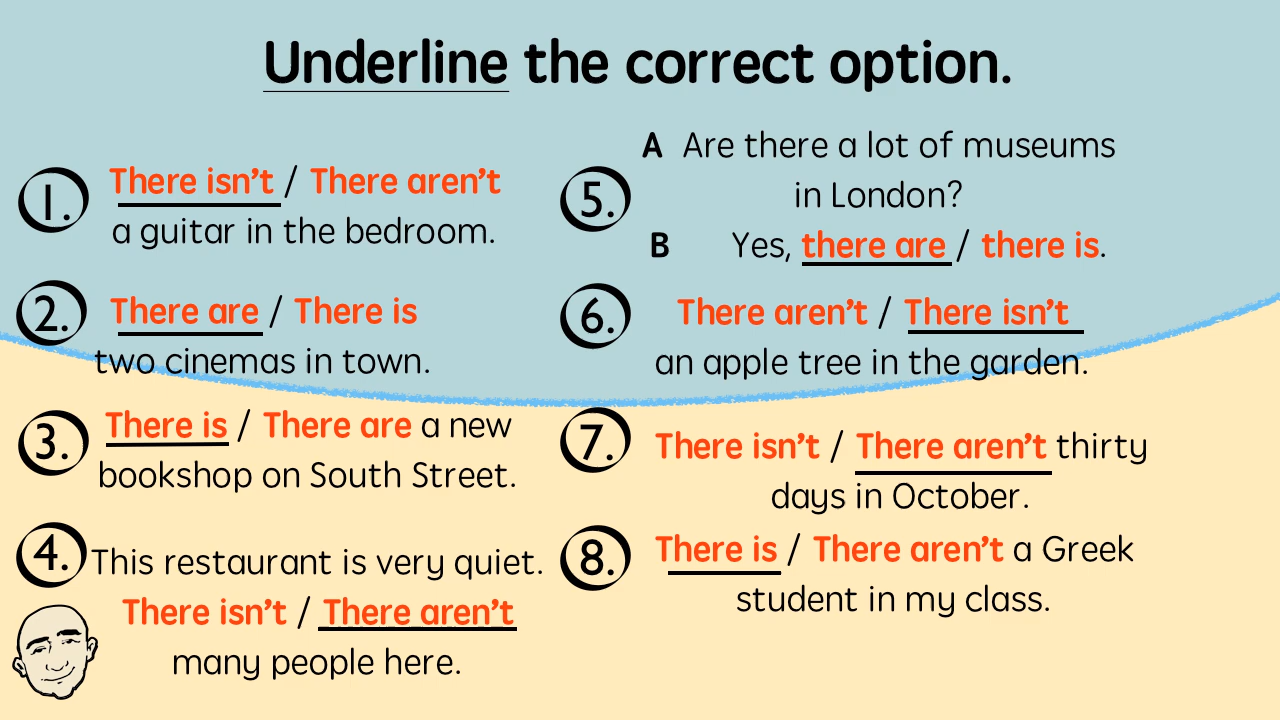 Underline the correct option.
1. There isn’t / There aren’t
a guitar in the bedroom.
2. There are / There is
two cinemas in town.
3. There is / There are a new
bookshop on South Street.
4. This restaurant is very quiet.
There isn’t / There aren’t
many people here.
5. A Are there a lot of museums
in London?
B Yes, there are / there is.
6. There aren’t / There isn’t
an apple tree in the garden.
7. There isn’t / There aren’t thirty
days in October.
8. There is / There aren’t a Greek
student in my class.